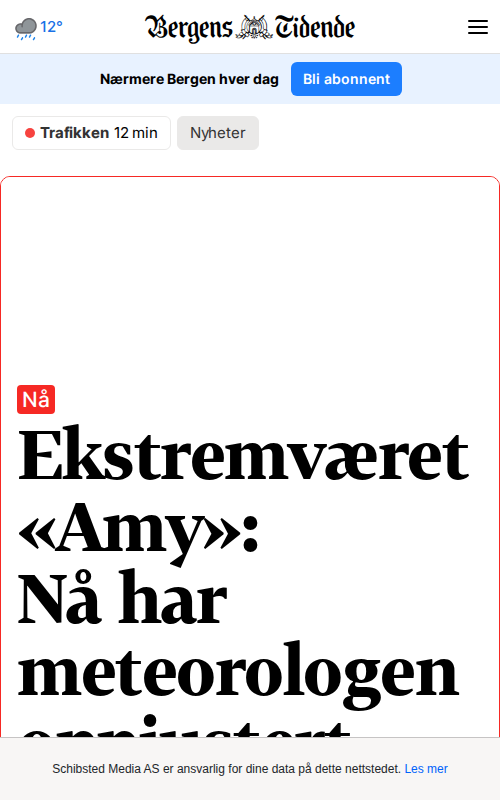 12°
Bergens Tidende
Nærmere Bergen hver dag
Bli abonnent
Trafikken 12 min
Nyheter
Nå
Ekstremværet
«Amy»:
Nå har
meteorologen
Schibsted Media AS er ansvarlig for dine data på dette nettstedet. Les mer